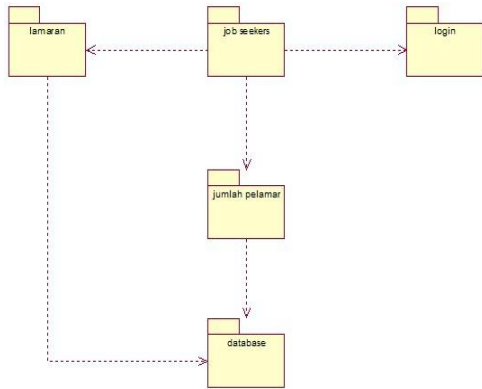 lamaran
job seekers
login
jumlah pelamar
database